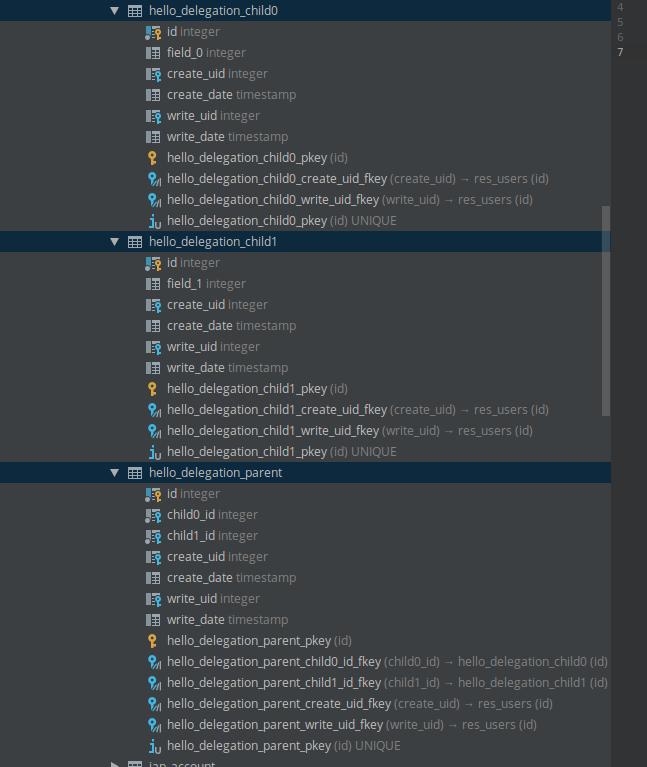 hello_delegation_child0
id integer
field_0 integer
create_uid integer
create_date timestamp
write_uid integer
write_date timestamp
hello_delegation_child0_pkey (id)
hello_delegation_child0_create_uid_fkey (create_uid) → res_users (id)
hello_delegation_child0_write_uid_fkey (write_uid) → res_users (id)
hello_delegation_child0_pkey (id) UNIQUE
hello_delegation_child1
id integer
field_1 integer
create_uid integer
create_date timestamp
write_uid integer
write_date timestamp
hello_delegation_child1_pkey (id)
hello_delegation_child1_create_uid_fkey (create_uid) → res_users (id)
hello_delegation_child1_write_uid_fkey (write_uid) → res_users (id)
hello_delegation_child1_pkey (id) UNIQUE
hello_delegation_parent
id integer
child0_id integer
child1_id integer
create_uid integer
create_date timestamp
write_uid integer
write_date timestamp
hello_delegation_parent_pkey (id)
hello_delegation_parent_child0_id_fkey (child0_id) → hello_delegation_child0 (id)
hello_delegation_parent_child1_id_fkey (child1_id) → hello_delegation_child1 (id)
hello_delegation_parent_create_uid_fkey (create_uid) → res_users (id)
hello_delegation_parent_write_uid_fkey (write_uid) → res_users (id)
hello_delegation_parent_pkey (id) UNIQUE
4
5
6
7